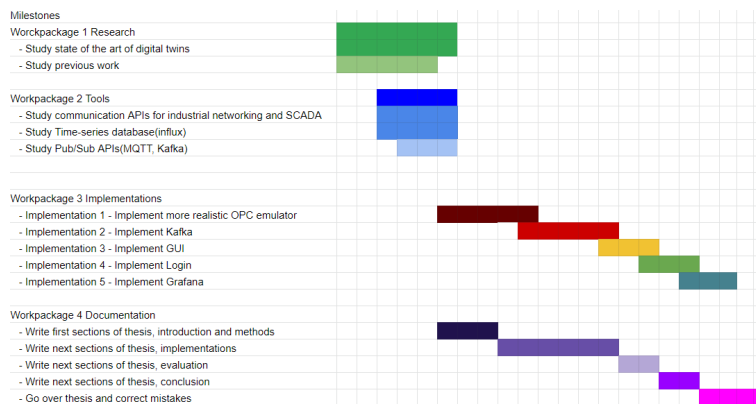 Milestones
Worckpackage 1 Research
- Study state of the art of digital twins
- Study previous work
Workpackage 2 Tools
- Study communication APIs for industrial networking and SCADA
- Study Time-series database(influx)
- Study Pub/Sub APIs(MQTT, Kafka)
Workpackage 3 Implementations
- Implementation 1 - Implement more realistic OPC emulator
- Implementation 2 - Implement Kafka
- Implementation 3 - Implement GUI
- Implementation 4 - Implement Login
- Implementation 5 - Implement Grafana
Workpackage 4 Documentation
- Write first sections of thesis, introduction and methods
- Write next sections of thesis, implementations
- Write next sections of thesis, evaluation
- Write next sections of thesis, conclusion
- Go over thesis and correct mistakes